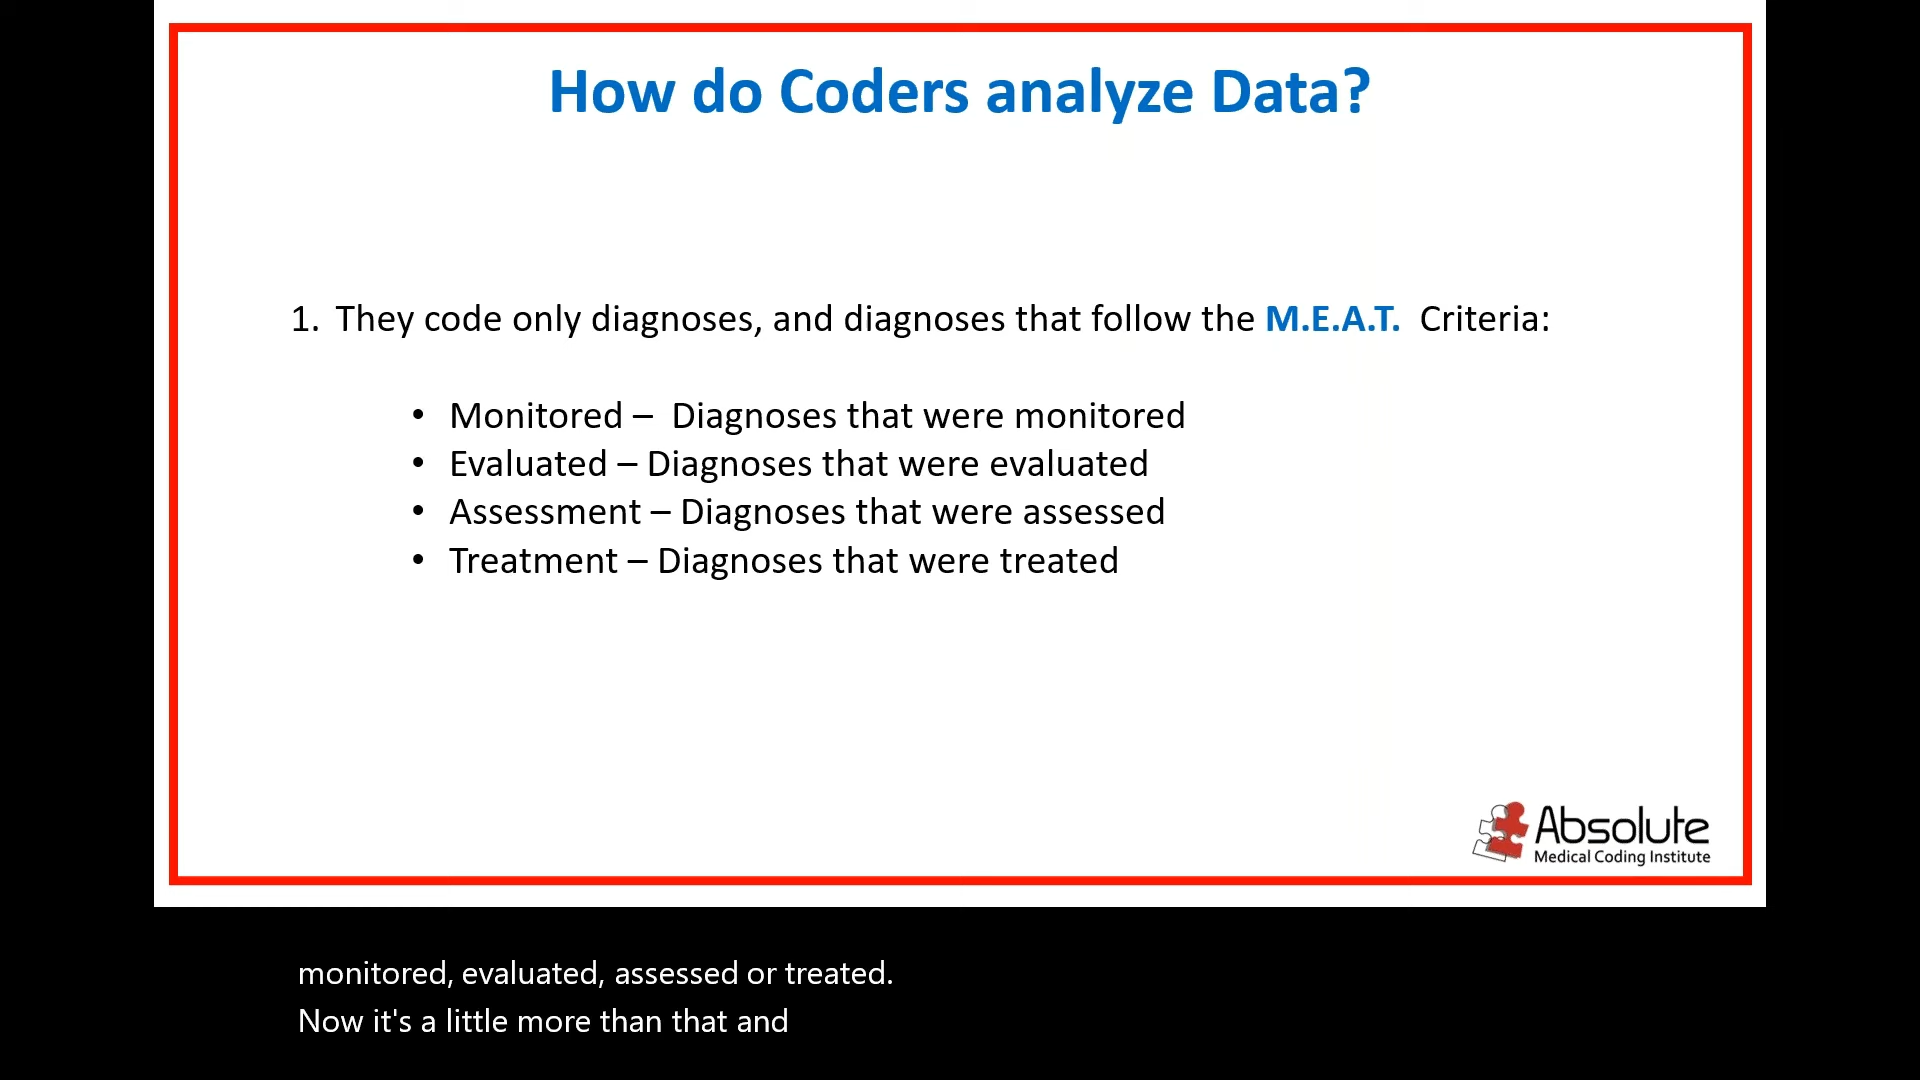 How do Coders analyze Data?
1. They code only diagnoses, and diagnoses that follow the M.E.A.T. Criteria:
• Monitored – Diagnoses that were monitored
• Evaluated – Diagnoses that were evaluated
• Assessment – Diagnoses that were assessed
• Treatment – Diagnoses that were treated
Absolute
Medical Coding Institute
monitored, evaluated, assessed or treated.
Now it's a little more than that and